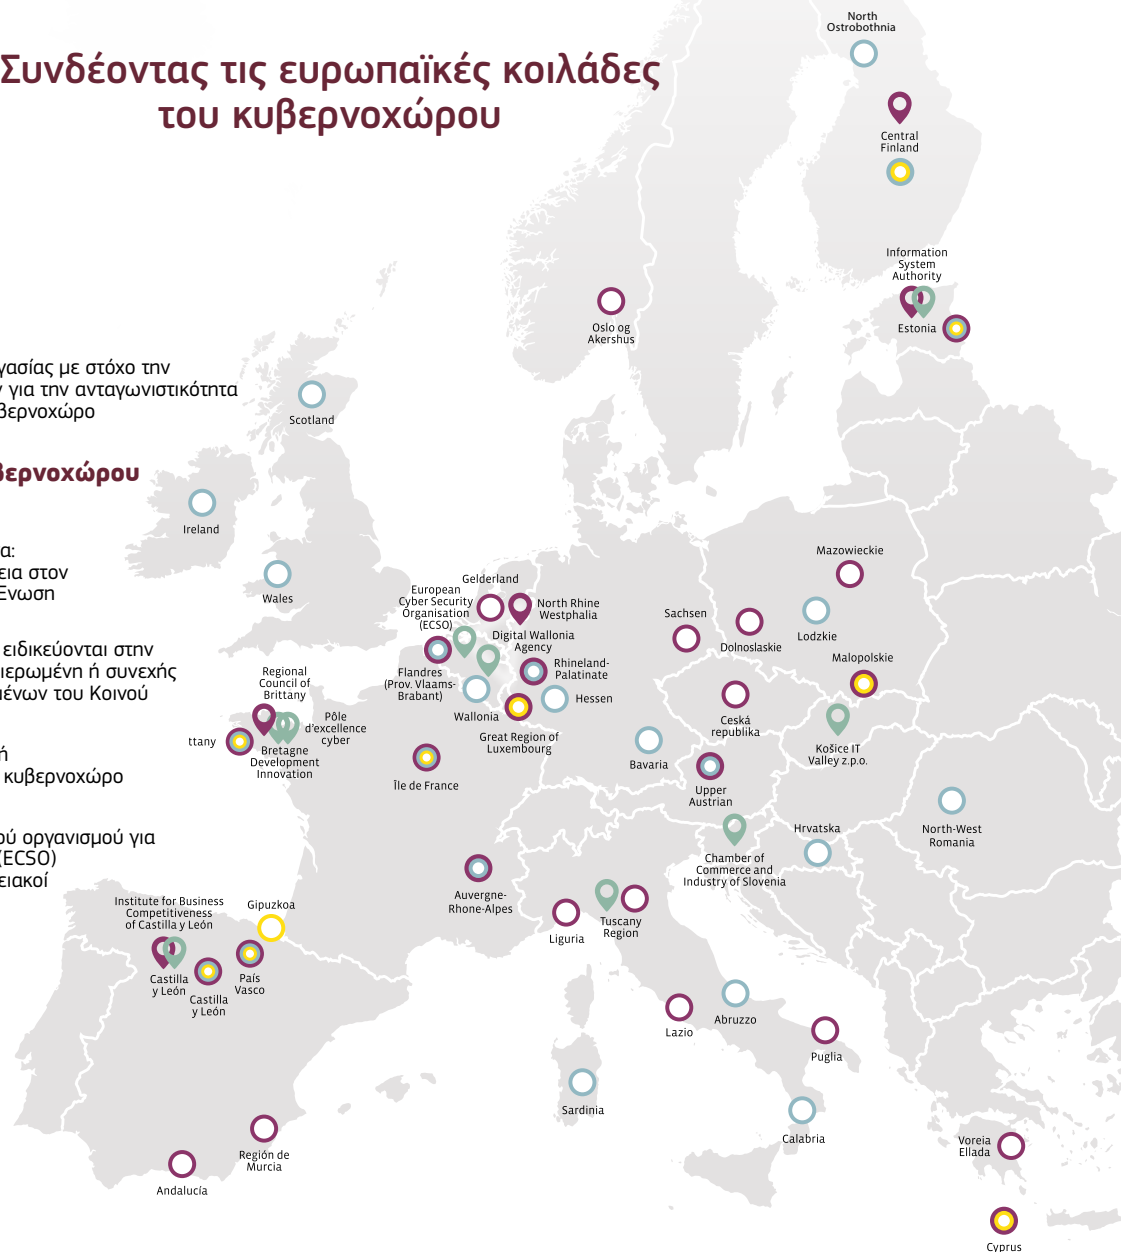 Συνδέοντας τις ευρωπαϊκές κοιλάδες
του κυβερνοχώρου
γασίας με στόχο την
για την ανταγωνιστικότητα
βερνοχώρο
βερνοχώρου
α:
εια στον
Ένωση
ειδικεύονται στην
ιερωμένη ή συνεχής
μένων του Κοινού
ή
κυβερνοχώρο
ού οργανισμού για
(ECSO)
ειακοί
North
Ostrobothnia
Central
Finland
Information
System
Authority
Estonia
Oslo og
Akershus
Scotland
Ireland
Wales
Mazowieckie
Lodzkie
Dolnoslaskie
Malopolskie
Sachsen
Gelderland
European
Cyber Security
Organisation
(ECSO)
North Rhine
Westphalia
Digital Wallonia
Agency
Flandres
(Prov. Vlaams-
Brabant)
Rhineland-
Palatinate
Hessen
Wallonia
Great Region of
Luxembourg
Regional
Council of
Brittany
Pôle
d'excellence
cyber
ttany
Bretagne
Development
Innovation
Île de France
Ceská
republika
Košice IT
Valley z.p.o.
Bavaria
Upper
Austrian
Hrvatska
North-West
Romania
Chamber of
Commerce and
Industry of Slovenia
Auvergne-
Rhone-Alpes
Liguria
Tuscany
Region
Institute for Business
Competitiveness
of Castilla y León
Gipuzkoa
Castilla
y León
Castilla
y León
País
Vasco
Lazio
Abruzzo
Puglia
Sardinia
Calabria
Región de
Murcia
Andalucía
Voreia
Ellada
Cyprus